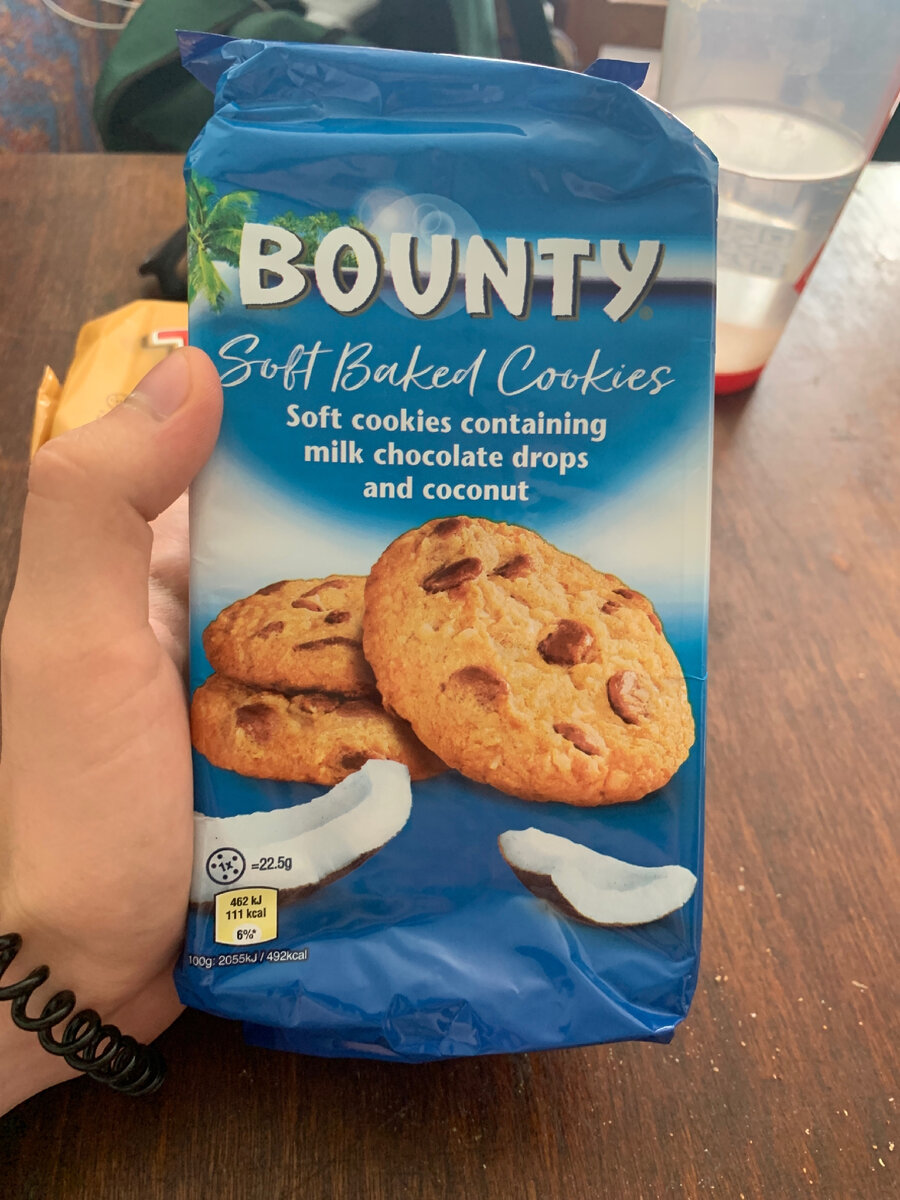 BOUNTY
Soft Baked Cookies
Soft cookies containing
milk chocolate drops
and coconut
1x =22.5g
462 kJ
111 kcal
6%*
100g: 2055kJ / 492kcal
T